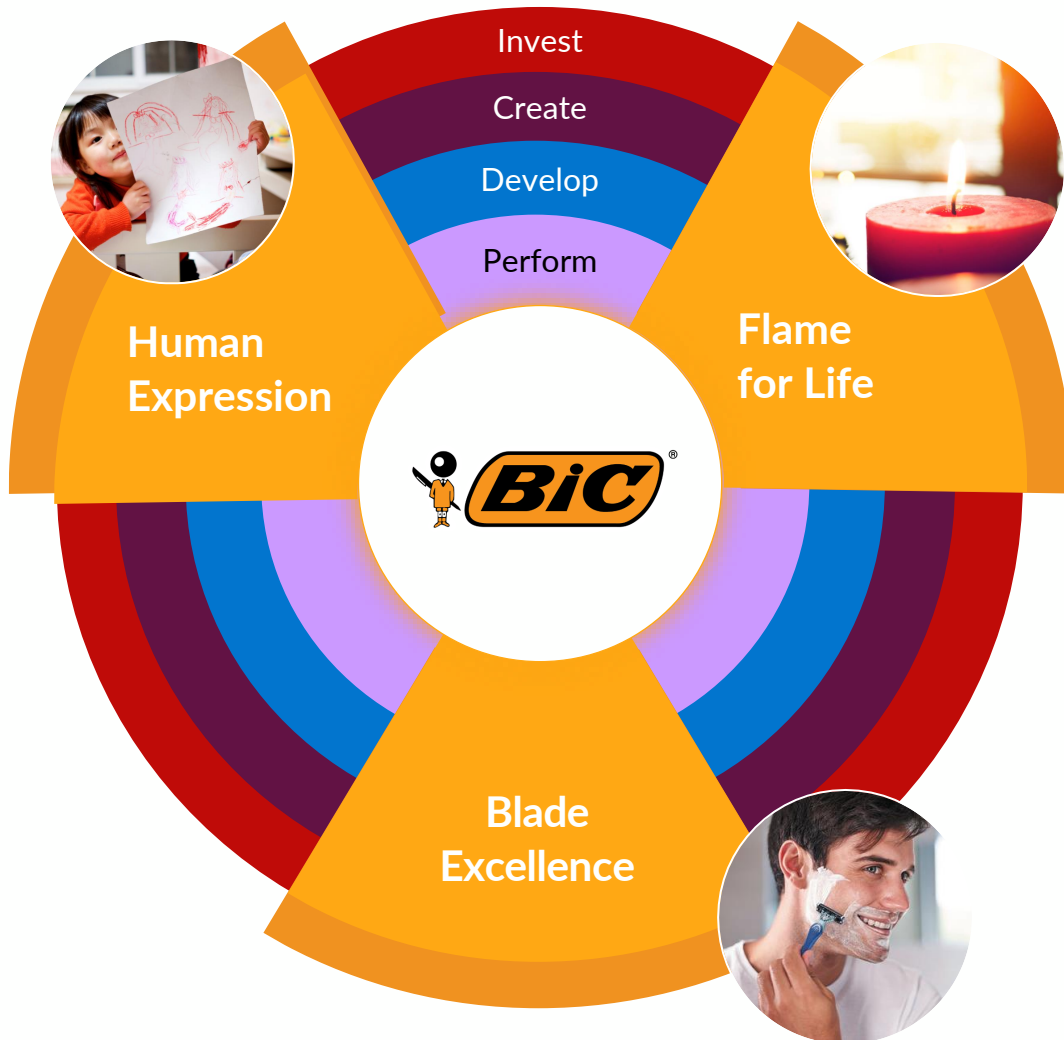 Invest
Create
Develop
Perform
Human
Expression
Flame
for Life
BiC®
Blade
Excellence